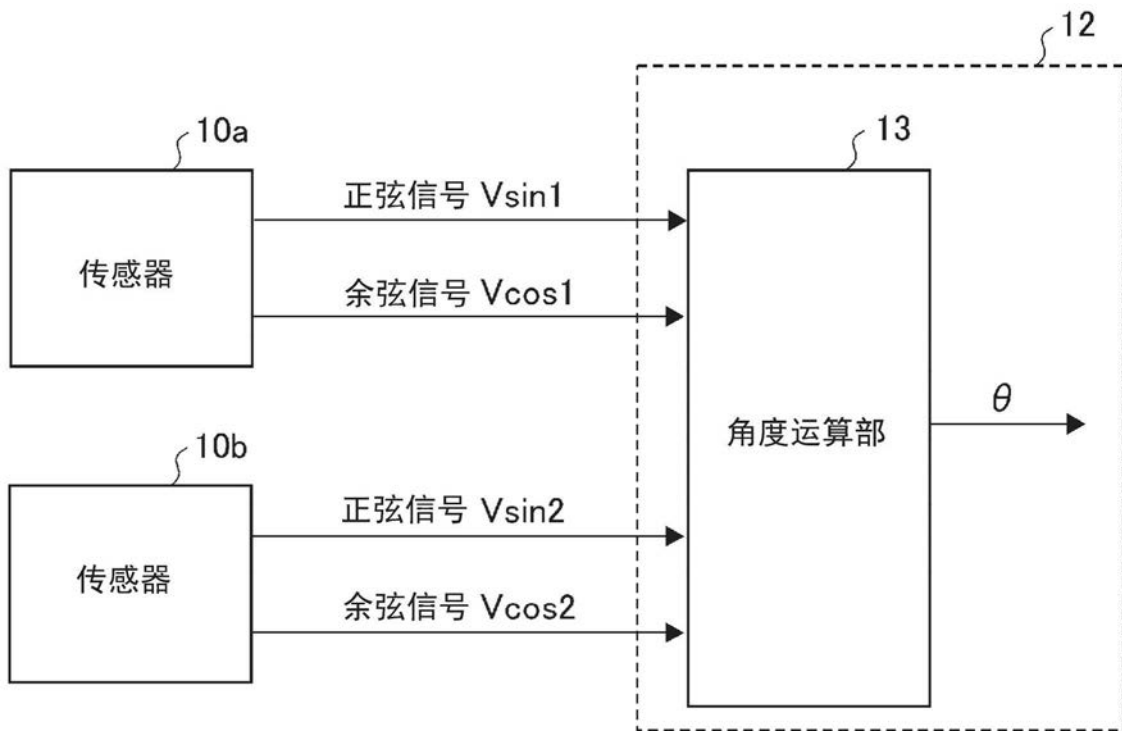 12
10a
13
正弦信号 Vsin1
传感器
余弦信号 Vcos1
θ
角度运算部
10b
正弦信号 Vsin2
传感器
余弦信号 Vcos2